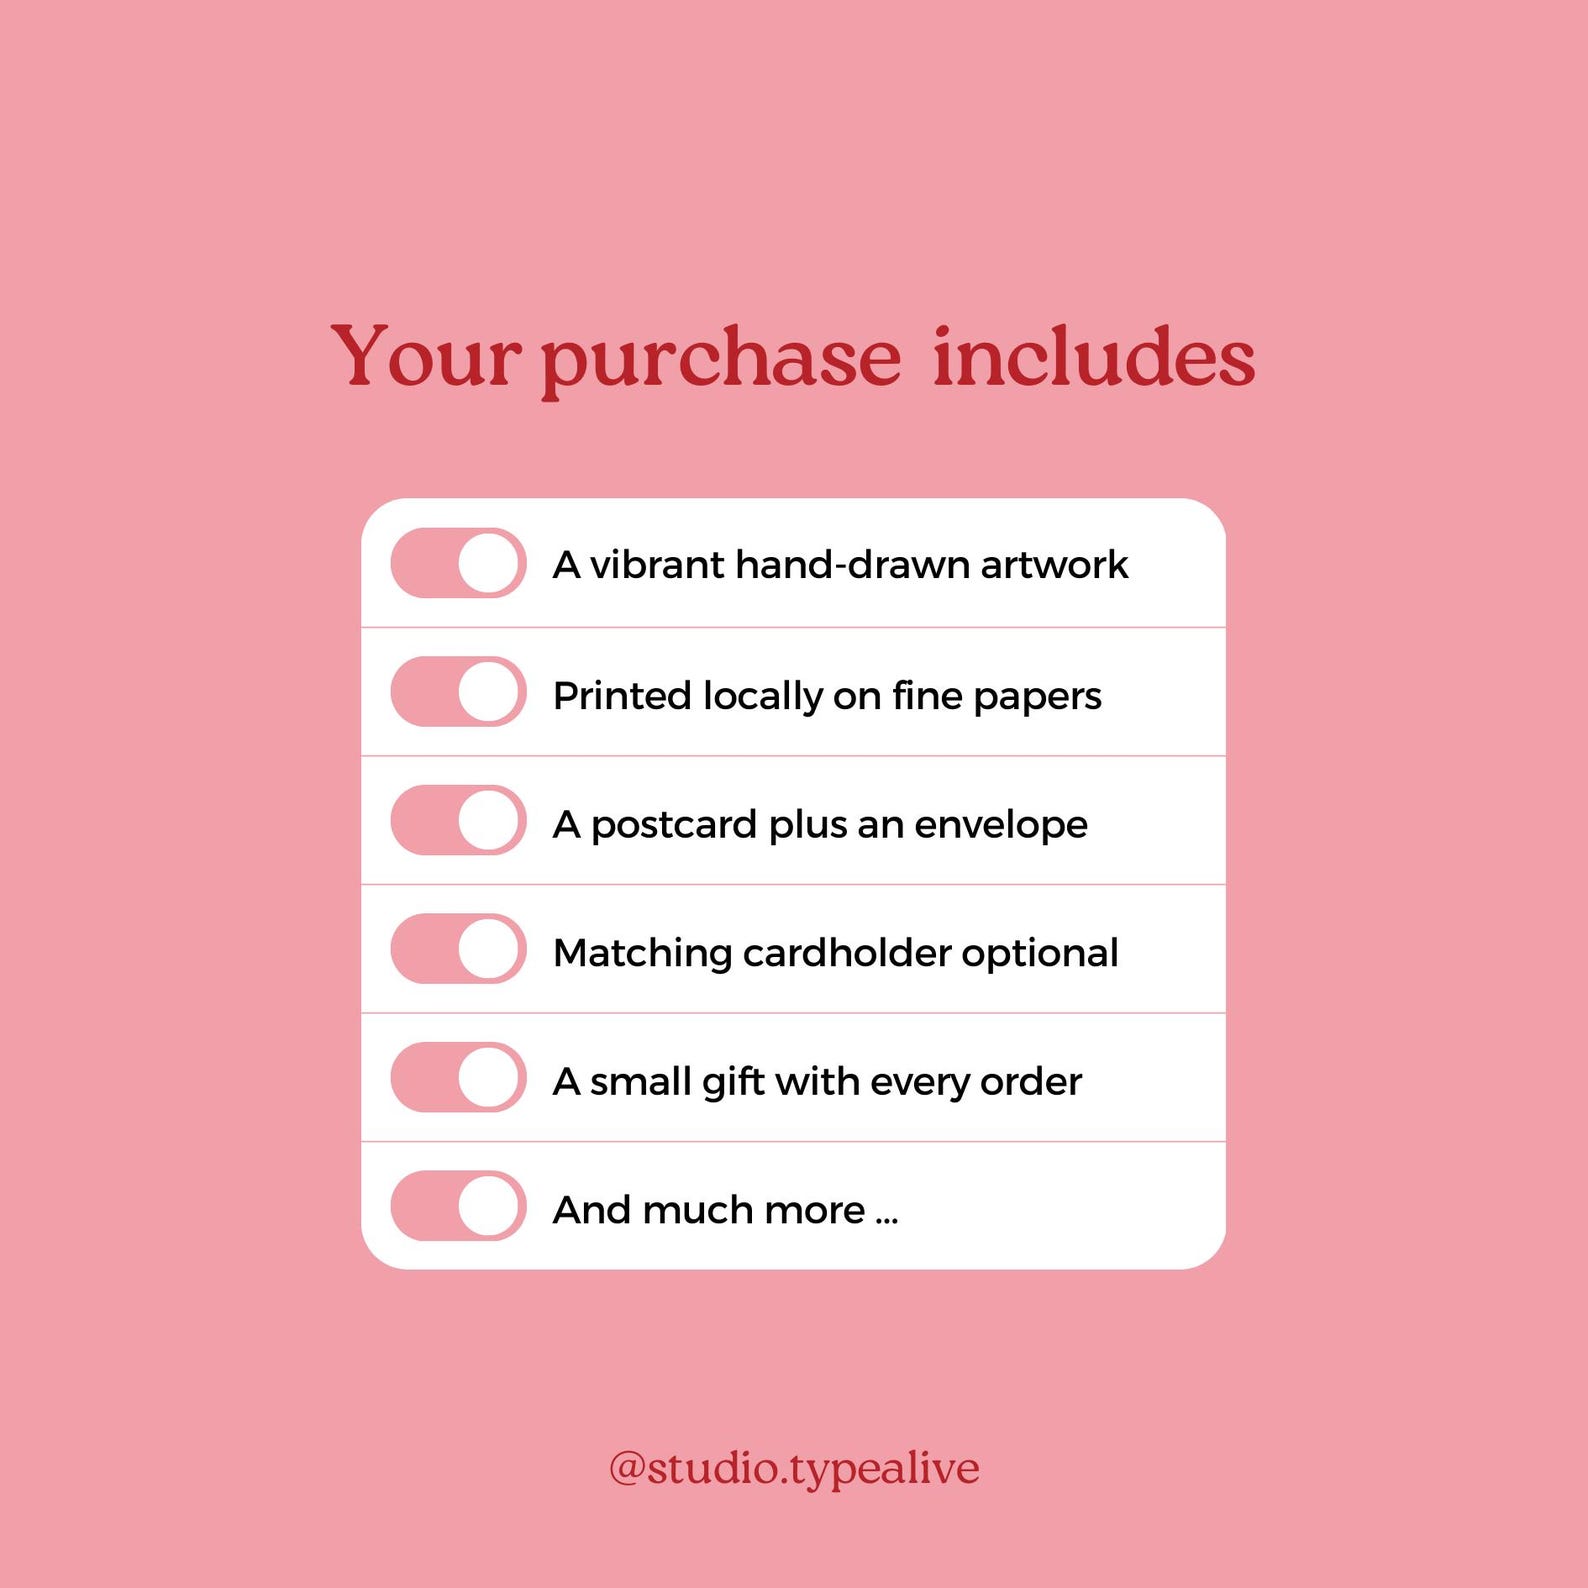 Your purchase includes
A vibrant hand-drawn artwork
Printed locally on fine papers
A postcard plus an envelope
Matching cardholder optional
A small gift with every order
And much more ...
@studio.typealive